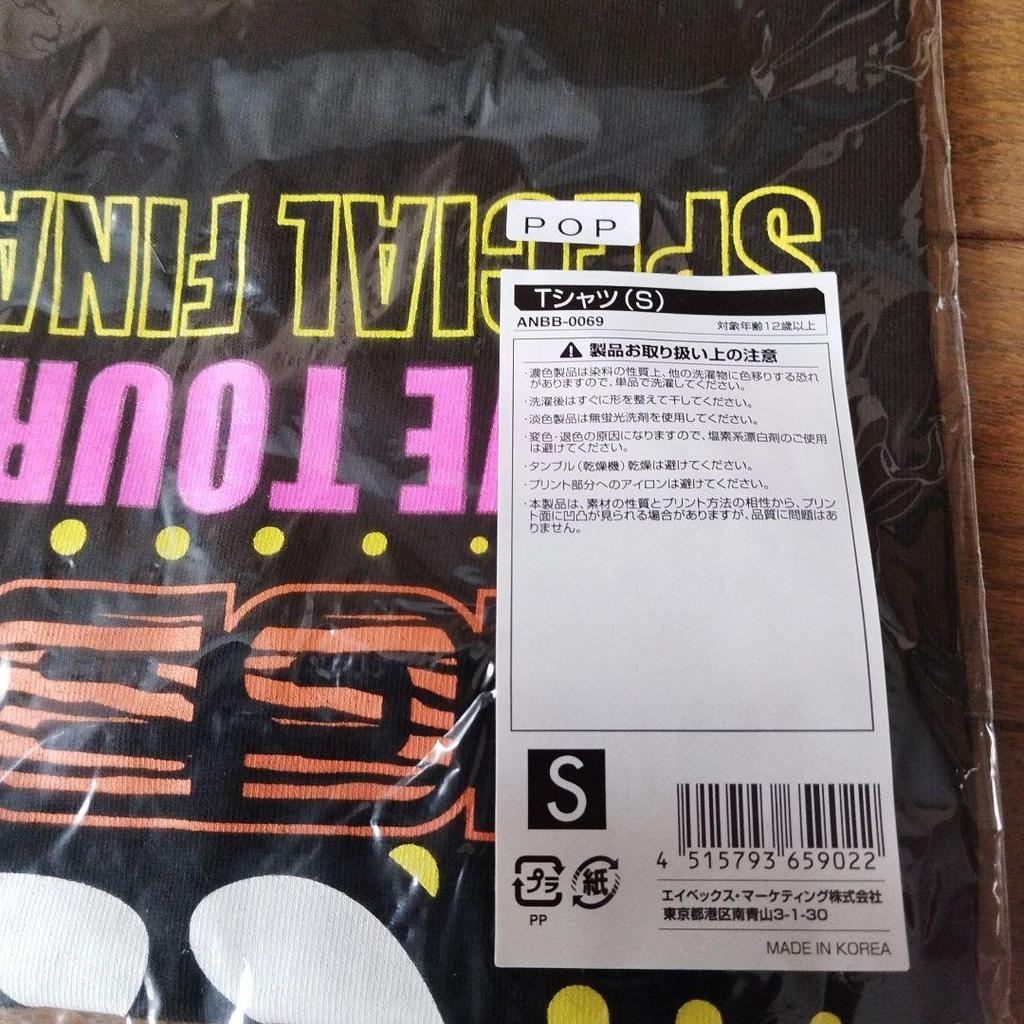 SPECIAL FINA
E TOUR
POP
Tシャツ(S)
ANBB-0069
対象年齢12歳以上
製品お取り扱い上の注意
・濃色製品は染料の性質上、他の洗濯物に色移りする恐れ
がありますので、単品で洗濯してください。
・洗濯後はすぐに形を整えて干してください。
・淡色製品は無蛍光洗剤を使用してください。
・変色・退色の原因になりますので、塩素系漂白剤のご使用
は避けてください。
・タンブル(乾燥機)乾燥は避けてください。
・プリント部分へのアイロンは避けてください。
・本製品は、素材の性質とプリント方法の相性から、プリン
ト面に凹凸が見られる場合がありますが、品質に問題はあ
りません。
S
プラ
PP
紙
4 515793 659022
エイベックス・マーケティング株式会社
東京都港区南青山3-1-30
MADE IN KOREA